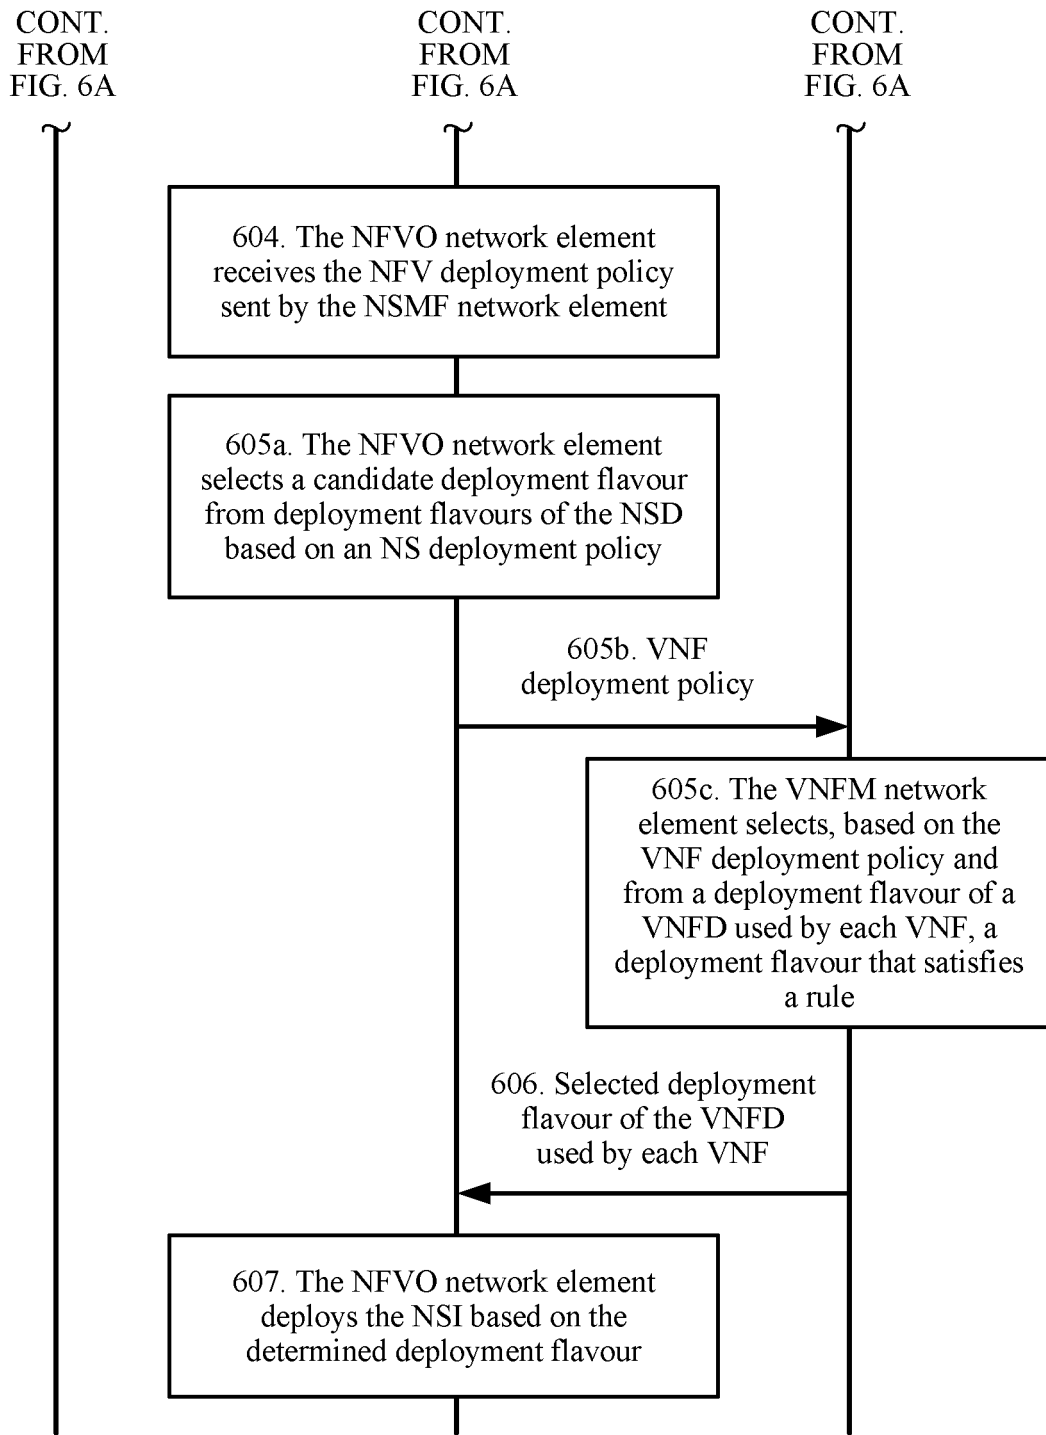 CONT.
FROM
FIG. 6A
CONT.
FROM
FIG. 6A
CONT.
FROM
FIG. 6A
604. The NFVO network element
receives the NFV deployment policy
sent by the NSMF network element
605a. The NFVO network element
selects a candidate deployment flavour
from deployment flavours of the NSD
based on an NS deployment policy
605b. VNF
deployment policy
605c. The VNFM network
element selects, based on the
VNF deployment policy and
from a deployment flavour of a
VNFD used by each VNF, a
deployment flavour that satisfies
a rule
606. Selected deployment
flavour of the VNFD
used by each VNF
607. The NFVO network element
deploys the NSI based on the
determined deployment flavour